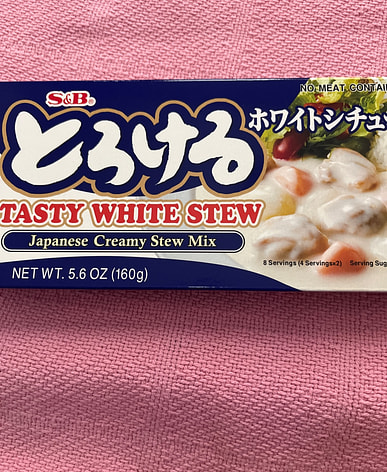 NO MEAT CONTAI
S&B®
とろける
ホワイトシチュ
TASTY WHITE STEW
Japanese Creamy Stew Mix
NET WT. 5.6 OZ (160g)
8 Servings (4 Servings×2) Serving Sug